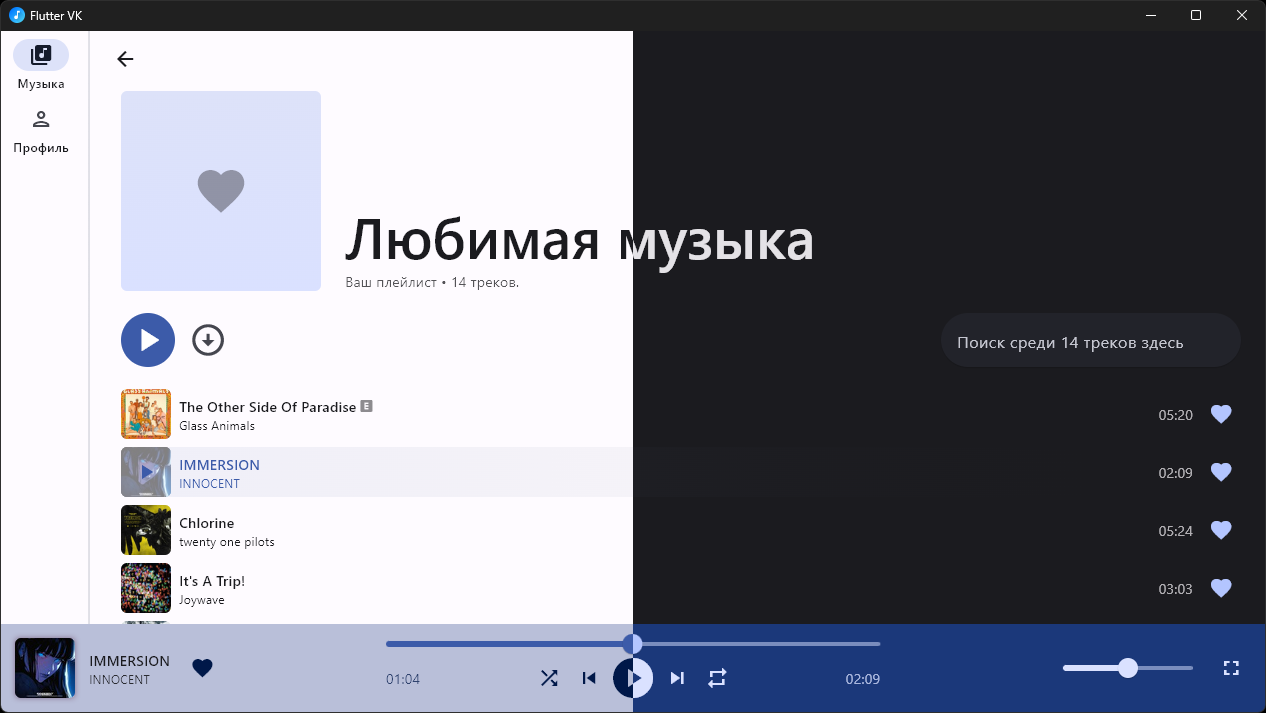 Flutter VK
Музыка
Профиль
Любимая музыка
Ваш плейлист • 14 треков.
Поиск среди 14 треков здесь
The Other Side Of Paradise E
Glass Animals
05:20
IMMERSION
INNOCENT
02:09
Chlorine
twenty one pilots
05:24
It's A Trip!
Joywave
03:03
IMMERSION
INNOCENT
01:04
02:09